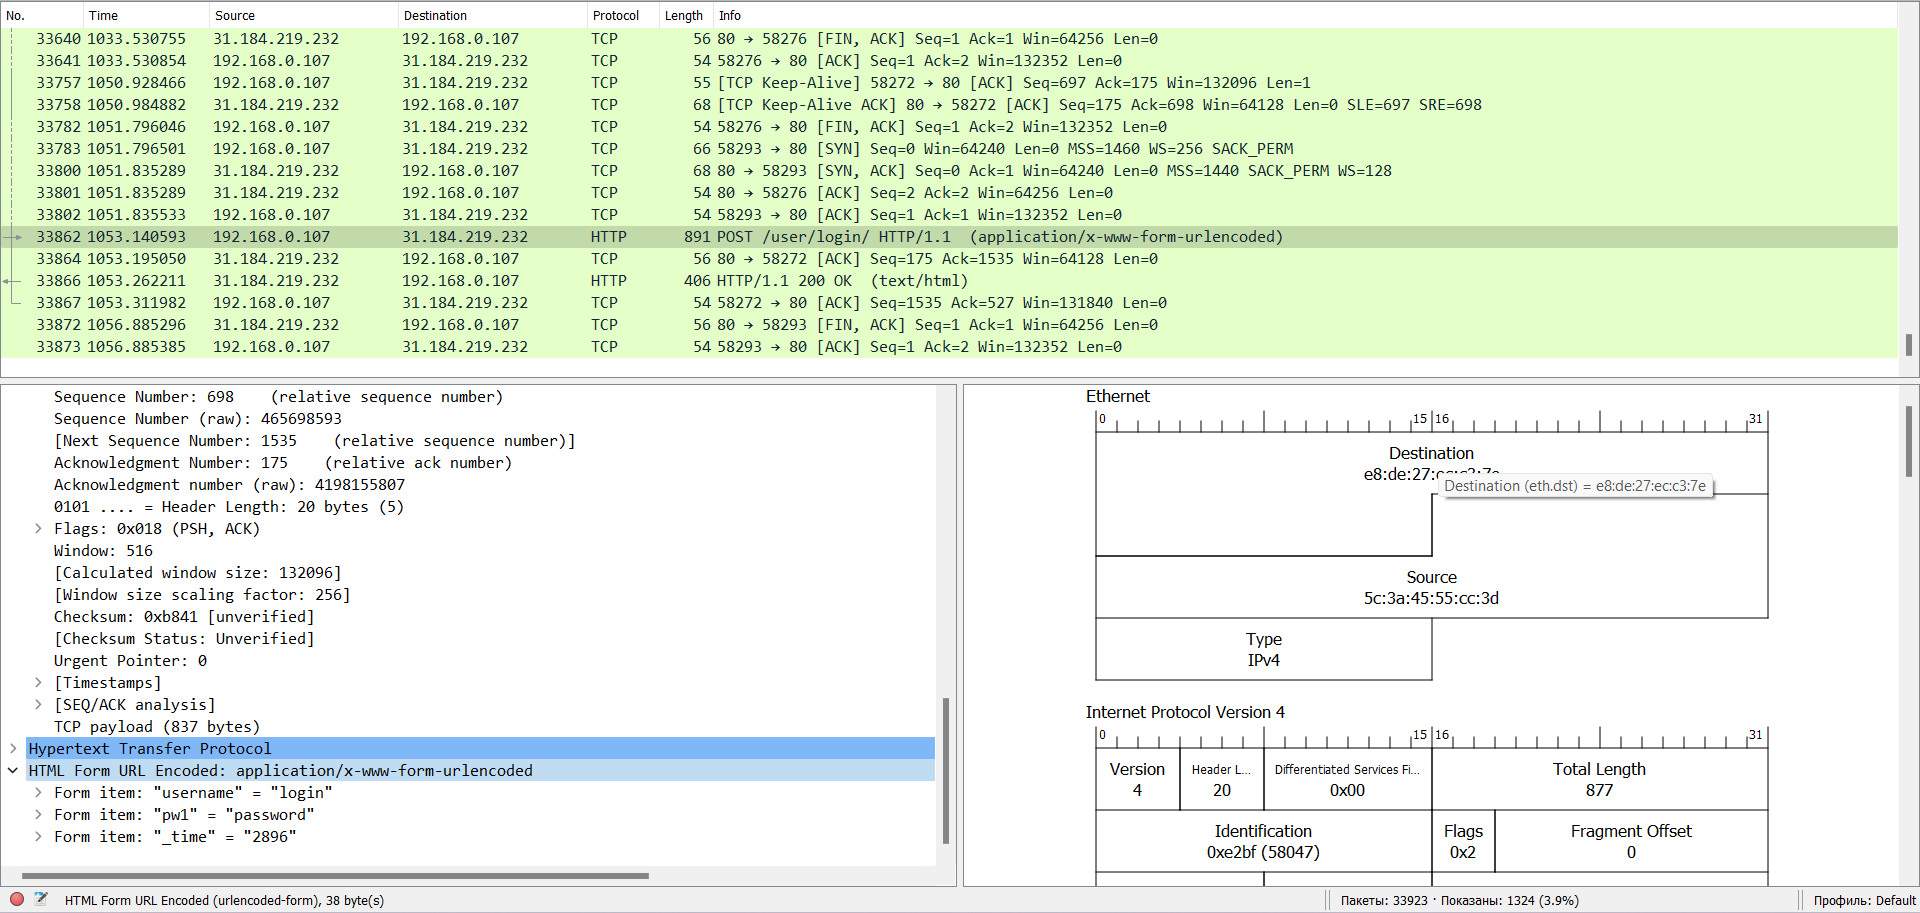 No. Time Source Destination Protocol Length Info
33640 1033.530755 31.184.219.232 192.168.0.107 TCP 56 80 → 58276 [FIN, ACK] Seq=1 Ack=1 Win=64256 Len=0
33641 1033.530854 192.168.0.107 31.184.219.232 TCP 54 58276 → 80 [ACK] Seq=1 Ack=2 Win=132352 Len=0
33757 1050.928466 192.168.0.107 31.184.219.232 TCP 55 [TCP Keep-Alive] 58272 → 80 [ACK] Seq=697 Ack=175 Win=132096 Len=1
33758 1050.984882 31.184.219.232 192.168.0.107 TCP 68 [TCP Keep-Alive ACK] 80 → 58272 [ACK] Seq=175 Ack=698 Win=64128 Len=0 SLE=697 SRE=698
33782 1051.796046 192.168.0.107 31.184.219.232 TCP 54 58276 → 80 [FIN, ACK] Seq=1 Ack=2 Win=132352 Len=0
33783 1051.796501 192.168.0.107 31.184.219.232 TCP 66 58293 → 80 [SYN] Seq=0 Win=64240 Len=0 MSS=1460 WS=256 SACK_PERM
33800 1051.835289 31.184.219.232 192.168.0.107 TCP 68 80 → 58293 [SYN, ACK] Seq=0 Ack=1 Win=64240 Len=0 MSS=1440 SACK_PERM WS=128
33801 1051.835289 31.184.219.232 192.168.0.107 TCP 54 80 → 58276 [ACK] Seq=2 Ack=2 Win=64256 Len=0
33802 1051.835533 192.168.0.107 31.184.219.232 TCP 54 58293 → 80 [ACK] Seq=1 Ack=1 Win=132352 Len=0
33862 1053.140593 192.168.0.107 31.184.219.232 HTTP 891 POST /user/login/ HTTP/1.1 (application/x-www-form-urlencoded)
33864 1053.195050 31.184.219.232 192.168.0.107 TCP 56 80 → 58272 [ACK] Seq=175 Ack=1535 Win=64128 Len=0
33866 1053.262211 31.184.219.232 192.168.0.107 HTTP 406 HTTP/1.1 200 OK (text/html)
33867 1053.311982 192.168.0.107 31.184.219.232 TCP 54 58272 → 80 [ACK] Seq=1535 Ack=527 Win=131840 Len=0
33872 1056.885296 31.184.219.232 192.168.0.107 TCP 56 80 → 58293 [FIN, ACK] Seq=1 Ack=1 Win=64256 Len=0
33873 1056.885385 192.168.0.107 31.184.219.232 TCP 54 58293 → 80 [ACK] Seq=1 Ack=2 Win=132352 Len=0
Sequence Number: 698 (relative sequence number)
Sequence Number (raw): 465698593
[Next Sequence Number: 1535 (relative sequence number)]
Acknowledgment Number: 175 (relative ack number)
Acknowledgment number (raw): 4198155807
0101 .... = Header Length: 20 bytes (5)
Flags: 0x018 (PSH, ACK)
Window: 516
[Calculated window size: 132096]
[Window size scaling factor: 256]
Checksum: 0xb841 [unverified]
[Checksum Status: Unverified]
Urgent Pointer: 0
[Timestamps]
[SEQ/ACK analysis]
TCP payload (837 bytes)
Hypertext Transfer Protocol
HTML Form URL Encoded: application/x-www-form-urlencoded
Form item: "username" = "login"
Form item: "pw1" = "password"
Form item: "_time" = "2896"
Ethernet
0 15 16 31
Destination
e8:de:27:ec:c3:7e
Destination (eth.dst) = e8:de:27:ec:c3:7e
Source
5c:3a:45:55:cc:3d
Type
IPv4
Internet Protocol Version 4
0 15 16 31
Version Header L... Differentiated Services Fi... Total Length
4 20 0x00 877
Identification Flags Fragment Offset
0xe2bf (58047) 0x2 0
HTML Form URL Encoded (urlencoded-form), 38 byte(s) Пакеты: 33923 · Показаны: 1324 (3.9%) Профиль: Default